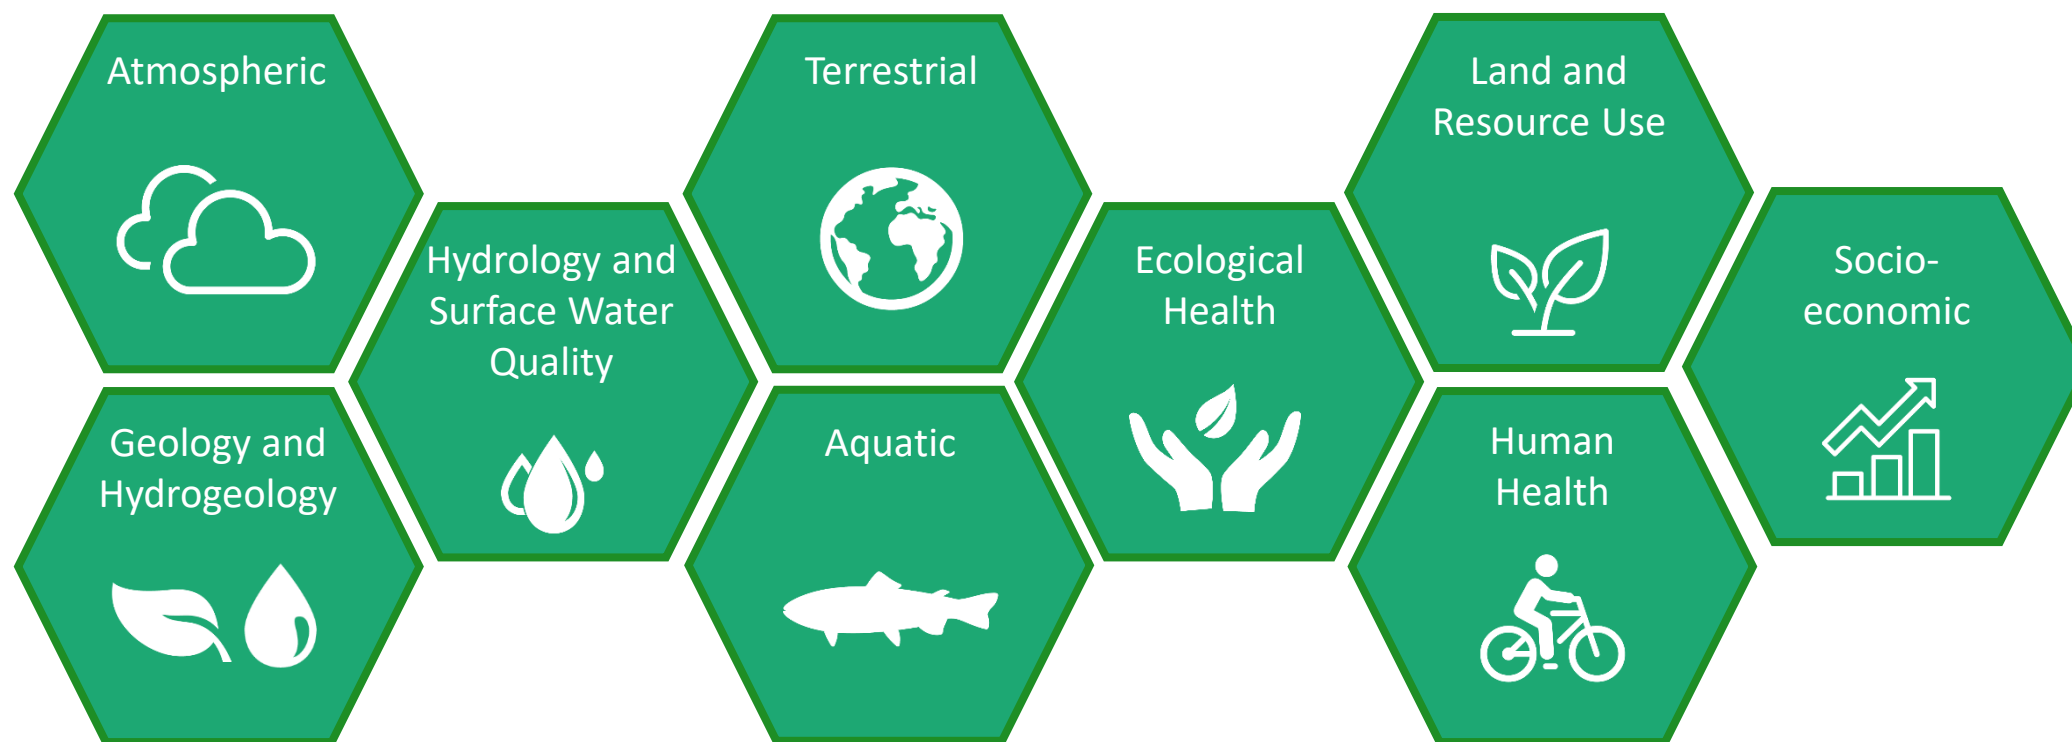 Atmospheric
Geology and
Hydrogeology
Hydrology and
Surface Water
Quality
Terrestrial
Aquatic
Ecological
Health
Land and
Resource Use
Human
Health
Socio-
economic